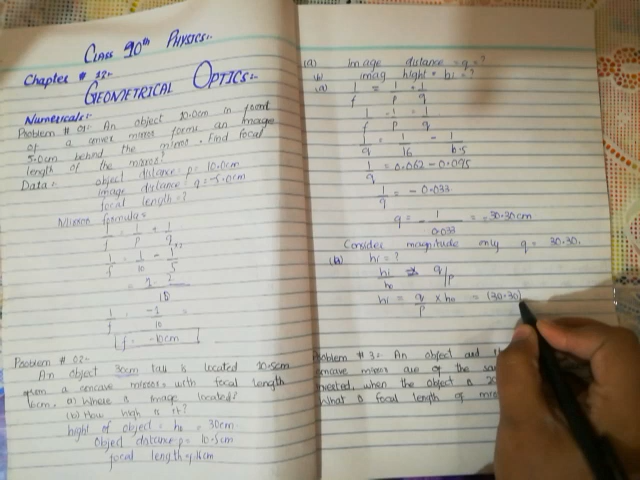 CLASS 10th PHYSICS:-
Chapter # 12:-
GEOMETRICAL OPTICS:-
Numericals:-
Problem # 01:- An object 10.0cm in front
of a convex mirror forms an image
5.0cm behind the mirror. Find focal
length of the mirror?
Data:- object distance = p = 10.0cm
image distance = q = -5.0cm
focal length = ?
Mirror formula:
1/f = 1/p + 1/q
1/f = 1/10 - 1/5
= 1 - 2
10
1/f = -1/10
f = -10cm
Problem # 02:-
An object 30cm tall is located 10.5cm
from a concave mirror with focal length
16cm. a) Where is image located?
(b) How high is it?
hight of object = ho = 30cm
Object distance p = 10.5cm
focal length = 16cm
(a) Image distance = q = ?
imag hight = hi = ?
(a) 1/f = 1/p + 1/q
1/f - 1/p = 1/q
1/q = 1/16 - 1/10.5
1/q = 0.062 - 0.095
1/q = - 0.033
q = - 1/0.033 = - 30.30cm
Consider magnitude only q = 30.30.
(b) hi = ?
hi/ho = q/p
hi = q/p × ho = (30.30)
Problem # 3:- An object and
concave mirror are of the
inverted, when the object is
What is focal length of